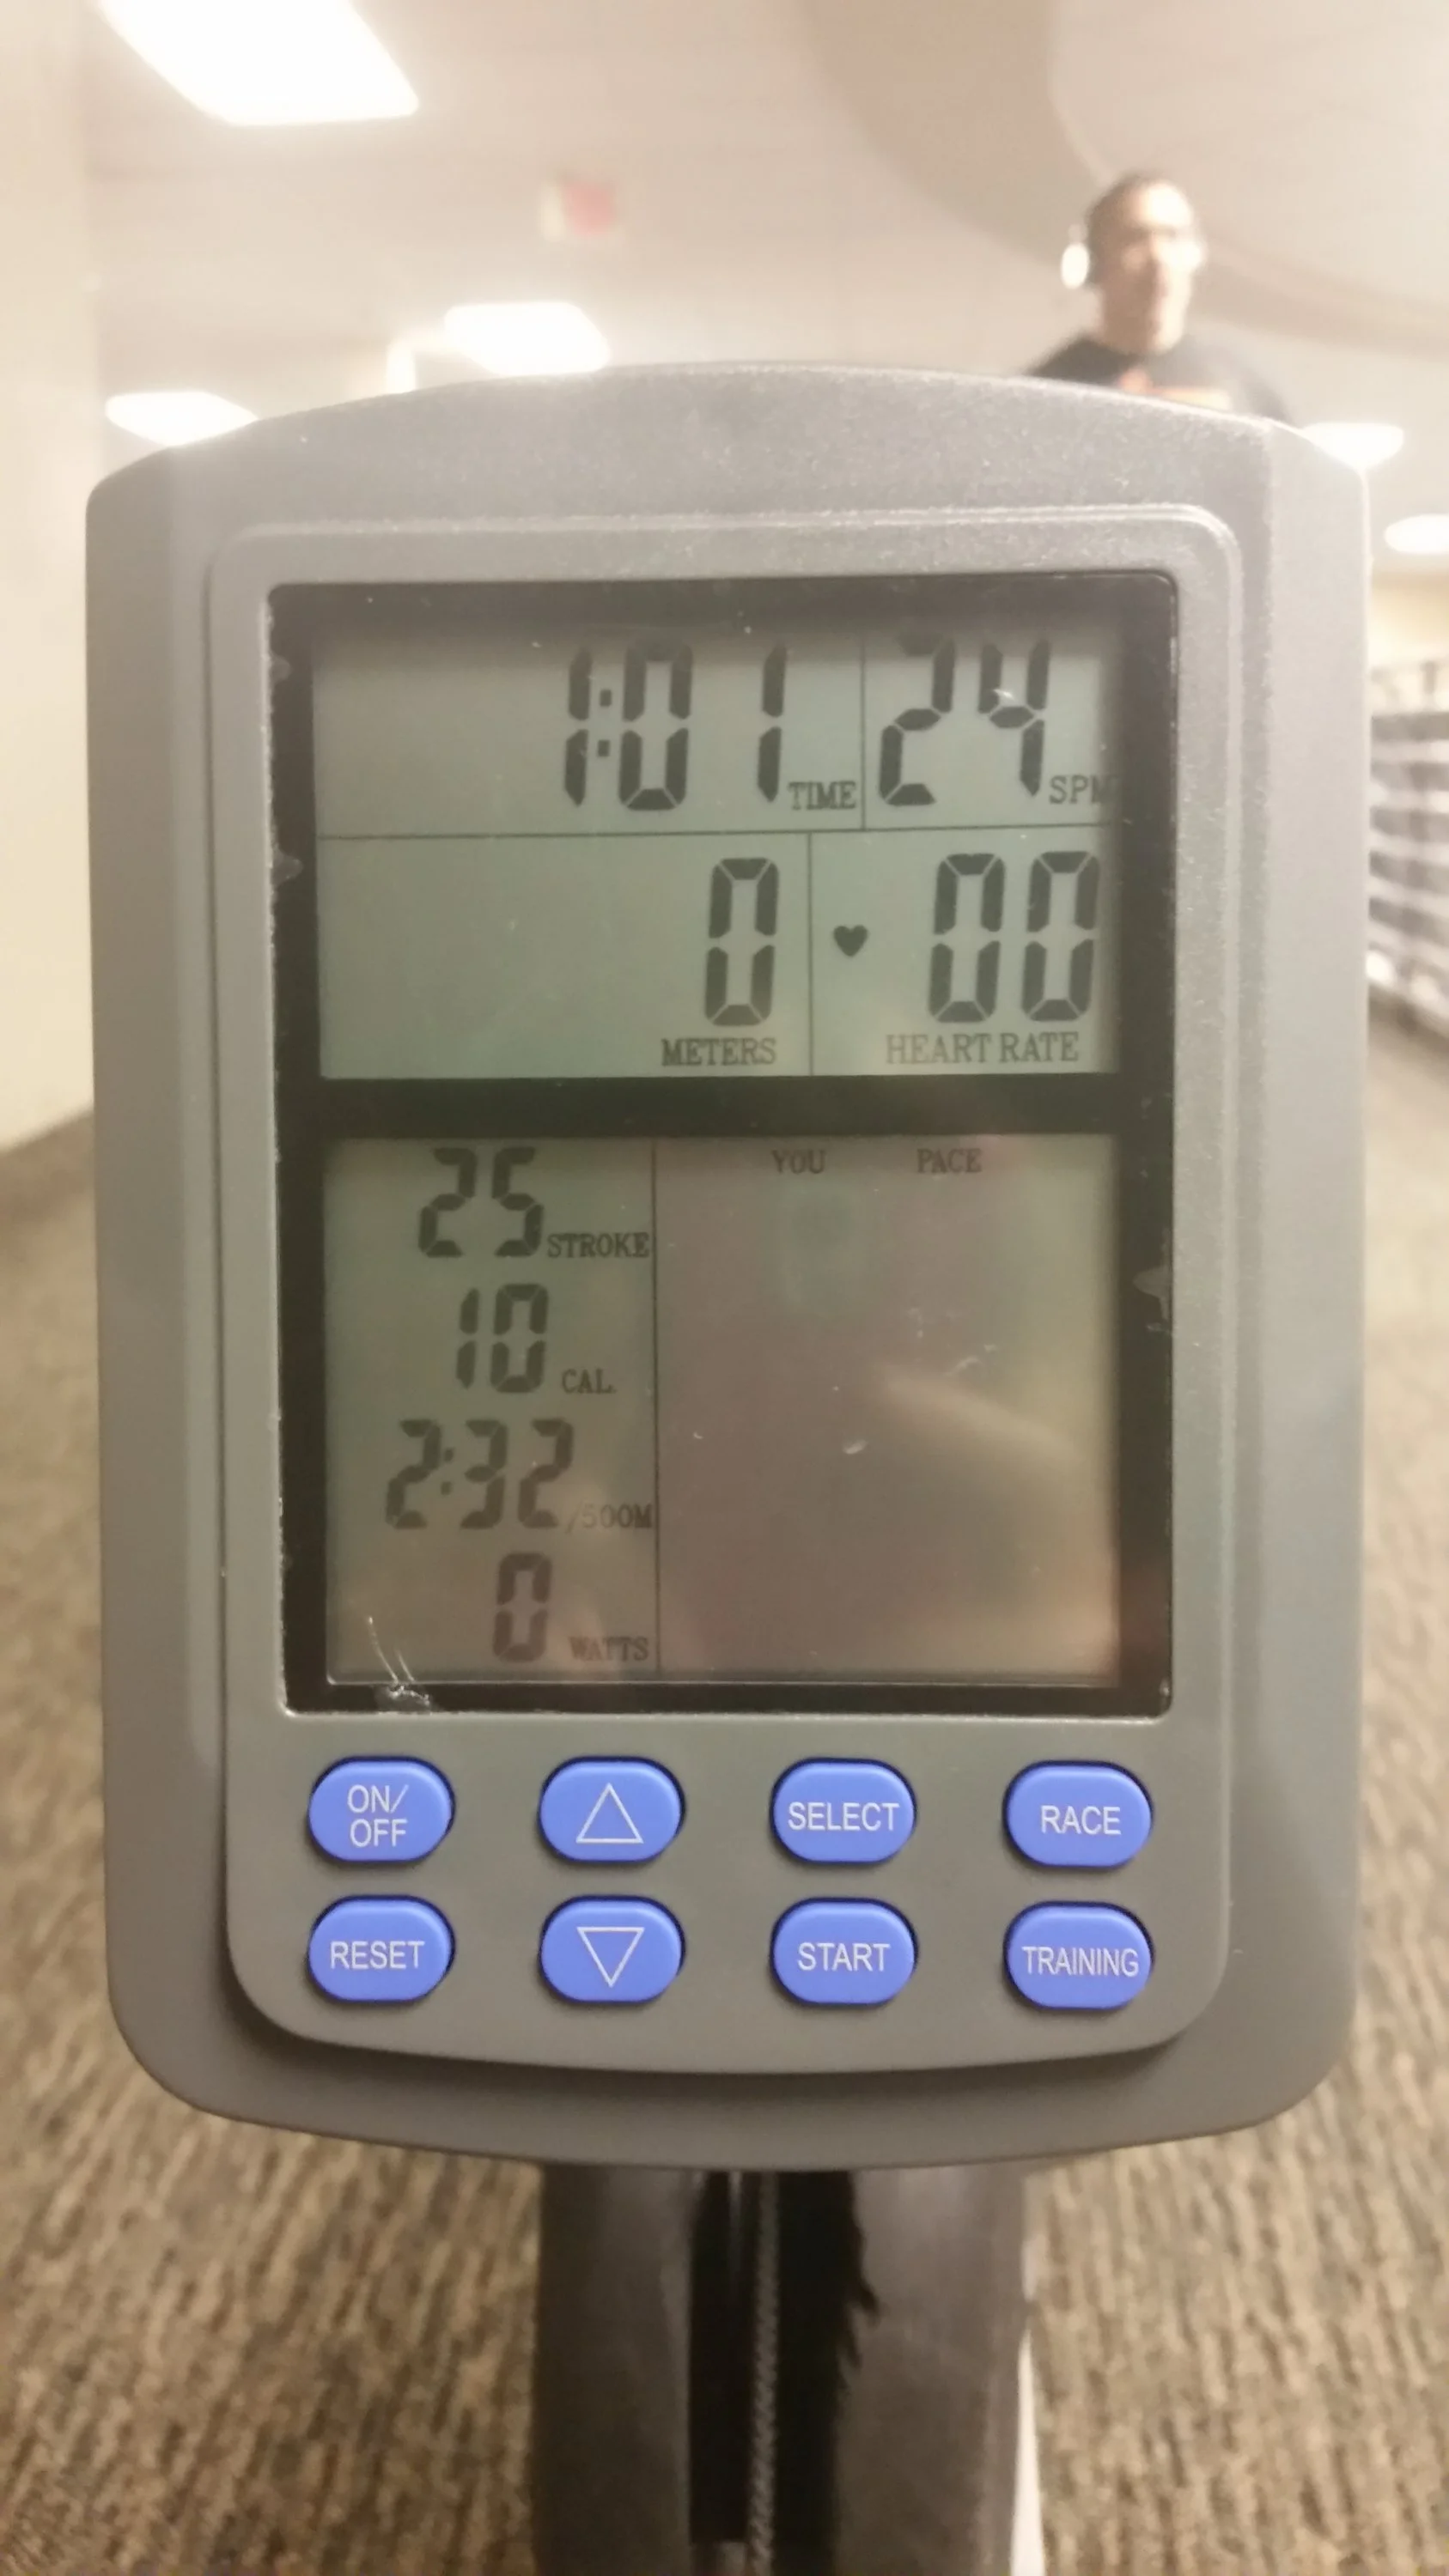 1:01 TIME 24 SPM
0 METERS ♥ 00 HEART RATE
YOU PACE
25 STROKE
10 CAL.
2:32 /500M
0 WATTS
ON/OFF △ SELECT RACE
RESET ▽ START TRAINING